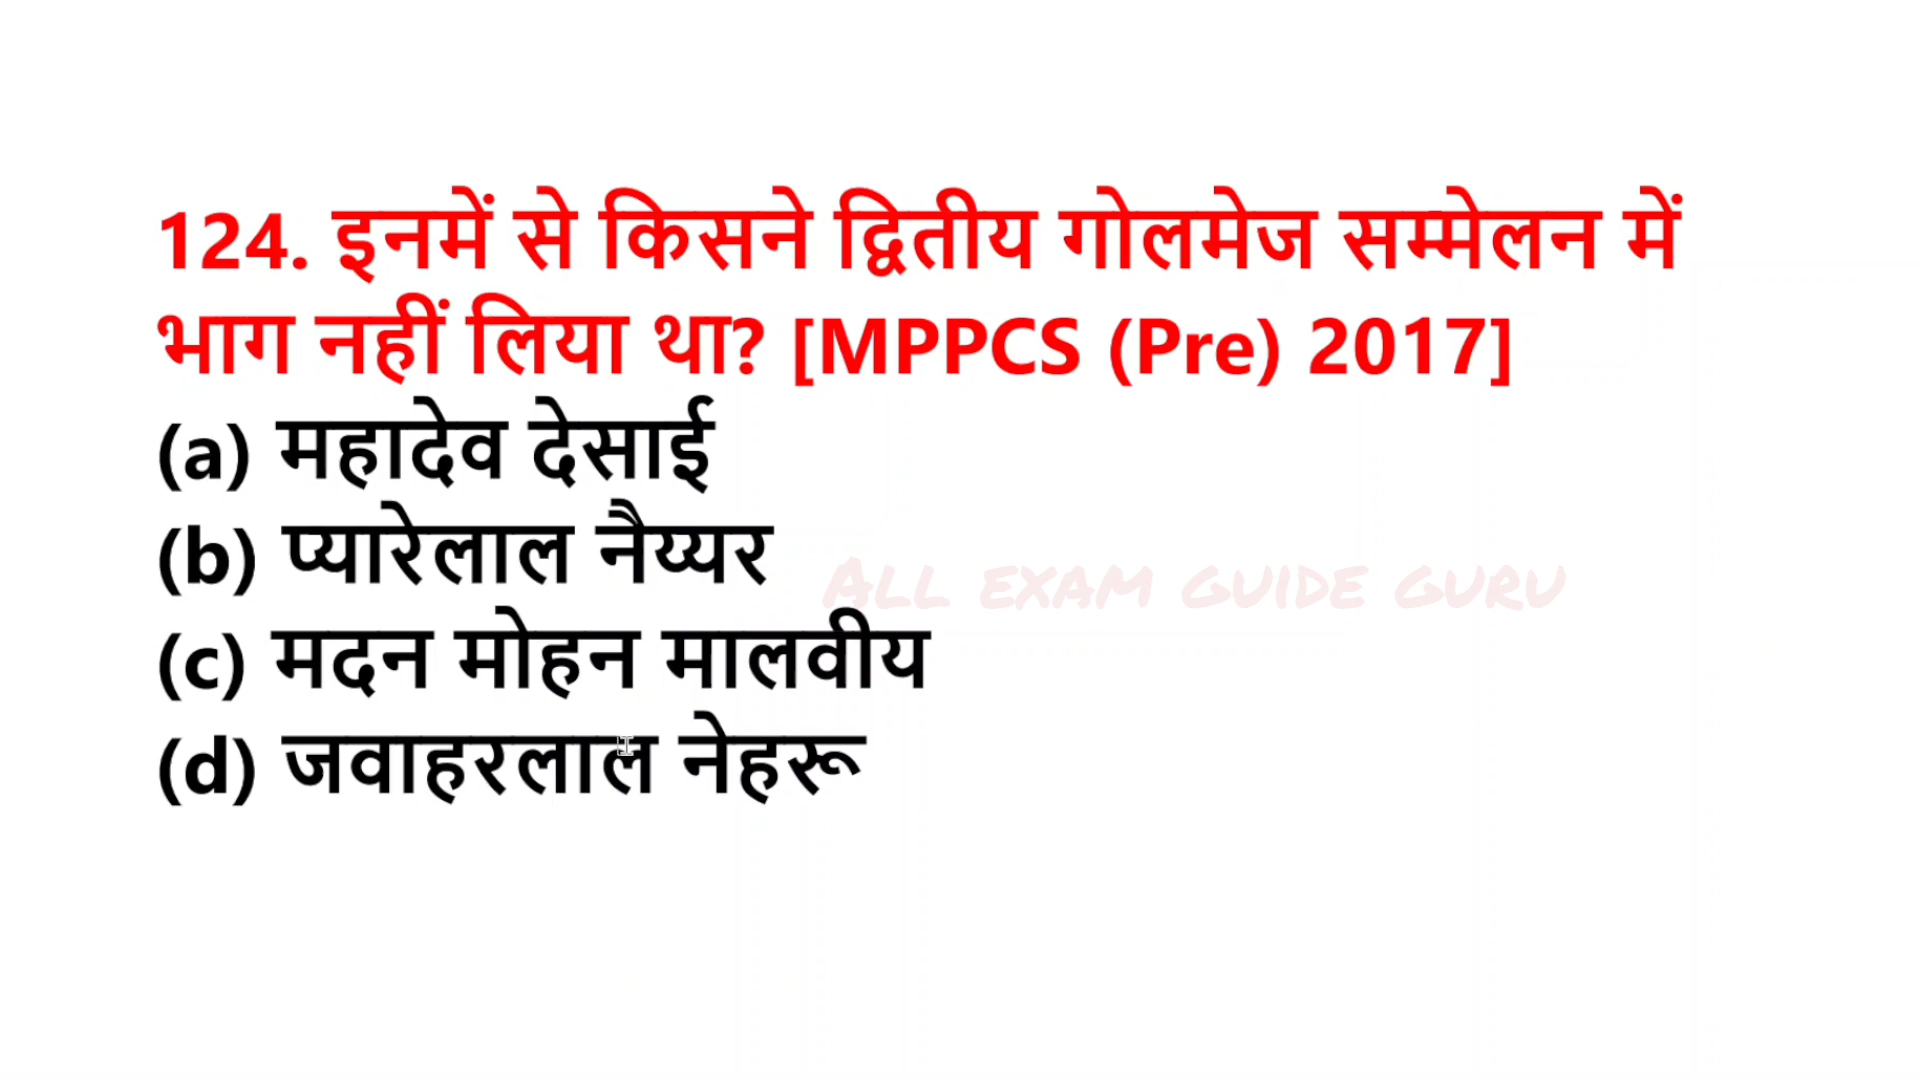 124. इनमें से किसने द्वितीय गोलमेज सम्मेलन में
भाग नहीं लिया था? [MPPCS (Pre) 2017]
(a) महादेव देसाई
(b) प्यारेलाल नैय्यर
ALL EXAM GUIDE GURU
(c) मदन मोहन मालवीय
(d) जवाहरलाल नेहरू